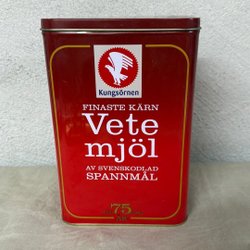 Kungsörnen
FINASTE KÄRN
Vete
mjöl
AV SVENSKODLAD
SPANNMÅL
75